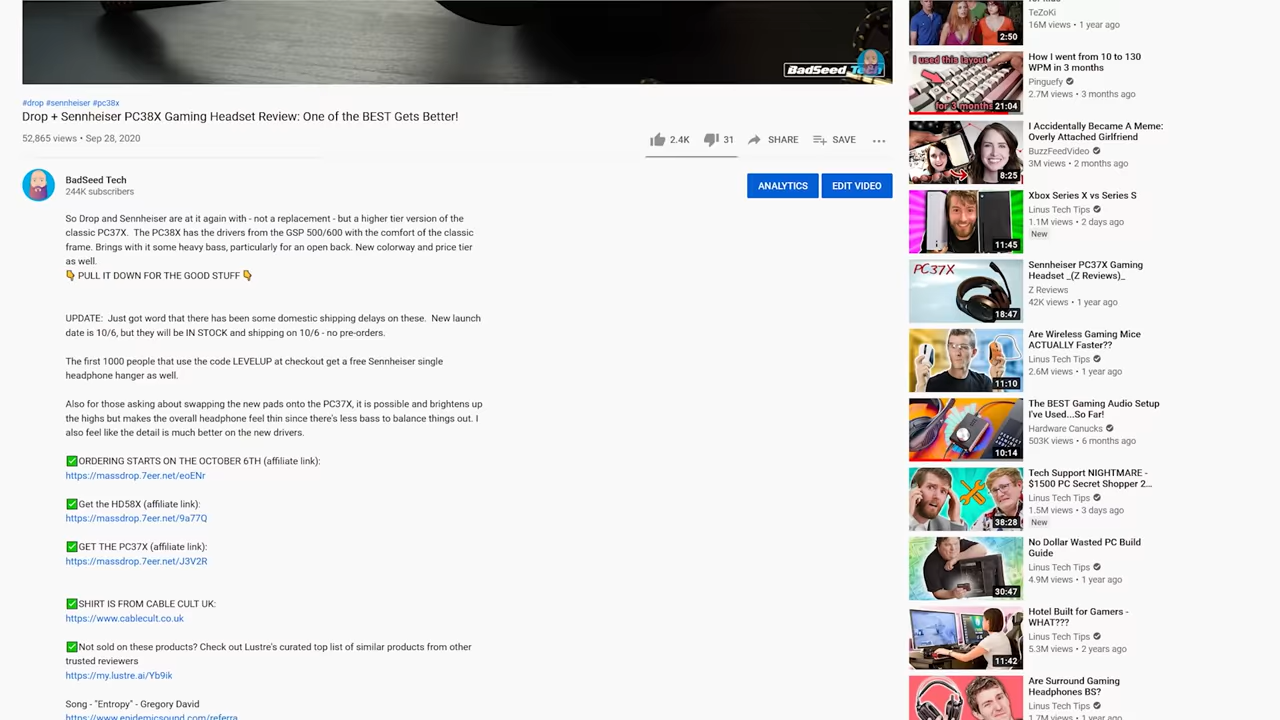 BadSeed Tech
#drop #sennheiser #pc38x
Drop + Sennheiser PC38X Gaming Headset Review: One of the BEST Gets Better!
52,865 views • Sep 28, 2020
2.4K
31
SHARE
SAVE
BadSeed Tech
244K subscribers
ANALYTICS
EDIT VIDEO
So Drop and Sennheiser are at it again with - not a replacement - but a higher tier version of the
classic PC37X. The PC38X has the drivers from the GSP 500/600 with the comfort of the classic
frame. Brings with it some heavy bass, particularly for an open back. New colorway and price tier
as well.
👇 PULL IT DOWN FOR THE GOOD STUFF 👇
UPDATE: Just got word that there has been some domestic shipping delays on these. New launch
date is 10/6, but they will be IN STOCK and shipping on 10/6 - no pre-orders.
The first 1000 people that use the code LEVELUP at checkout get a free Sennheiser single
headphone hanger as well.
Also for those asking about swapping the new pads onto the PC37X, it is possible and brightens up
the highs but makes the overall headphone feel thin since there's less bass to balance things out. I
also feel like the detail is much better on the new drivers.
✅ORDERING STARTS ON THE OCTOBER 6TH (affiliate link):
https://massdrop.7eer.net/eoENr
✅Get the HD58X (affiliate link):
https://massdrop.7eer.net/9a77Q
✅GET THE PC37X (affiliate link):
https://massdrop.7eer.net/J3V2R
✅SHIRT IS FROM CABLE CULT UK:
https://www.cablecult.co.uk
✅Not sold on these products? Check out Lustre's curated top list of similar products from other
trusted reviewers
https://my.lustre.ai/Yb9ik
Song - "Entropy" - Gregory David
https://www.epidemicsound.com/referra
TeZoKi
16M views • 1 year ago
2:50
How I went from 10 to 130
WPM in 3 months
Pinguefy
2.7M views • 3 months ago
I used this layout
for 3 months
21:04
I Accidentally Became A Meme:
Overly Attached Girlfriend
BuzzFeedVideo
3M views • 2 months ago
8:25
Xbox Series X vs Series S
Linus Tech Tips
1.1M views • 2 days ago
New
11:45
Sennheiser PC37X Gaming
Headset _(Z Reviews)_
Z Reviews
42K views • 1 year ago
PC37X
18:47
Are Wireless Gaming Mice
ACTUALLY Faster??
Linus Tech Tips
2.6M views • 1 year ago
11:10
The BEST Gaming Audio Setup
I've Used...So Far!
Hardware Canucks
503K views • 6 months ago
10:14
Tech Support NIGHTMARE -
$1500 PC Secret Shopper 2...
Linus Tech Tips
1.5M views • 3 days ago
New
38:28
No Dollar Wasted PC Build
Guide
Linus Tech Tips
4.9M views • 1 year ago
30:47
Hotel Built for Gamers -
WHAT???
Linus Tech Tips
5.3M views • 2 years ago
11:42
Are Surround Gaming
Headphones BS?
Linus Tech Tips
1.7M views • 1 year ago